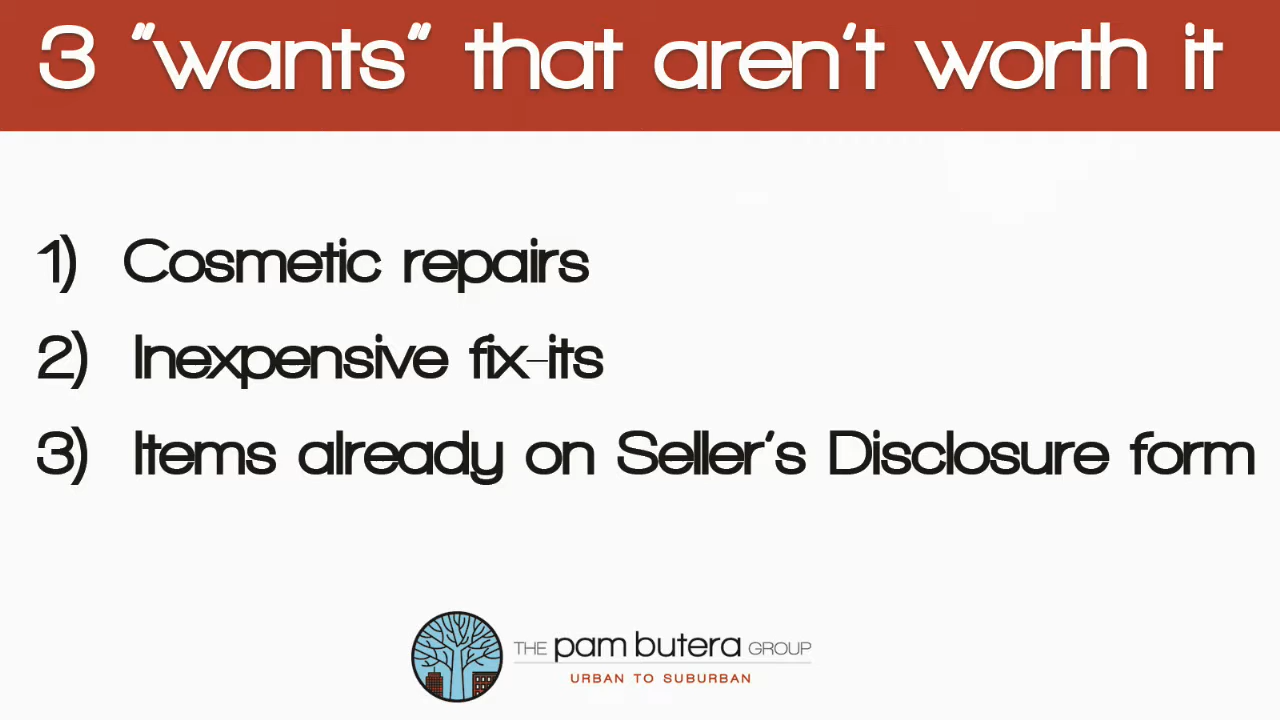 3 "wants" that aren't worth it
1) Cosmetic repairs
2) Inexpensive fix-its
3) Items already on Seller's Disclosure form
THE pam butera GROUP
URBAN TO SUBURBAN